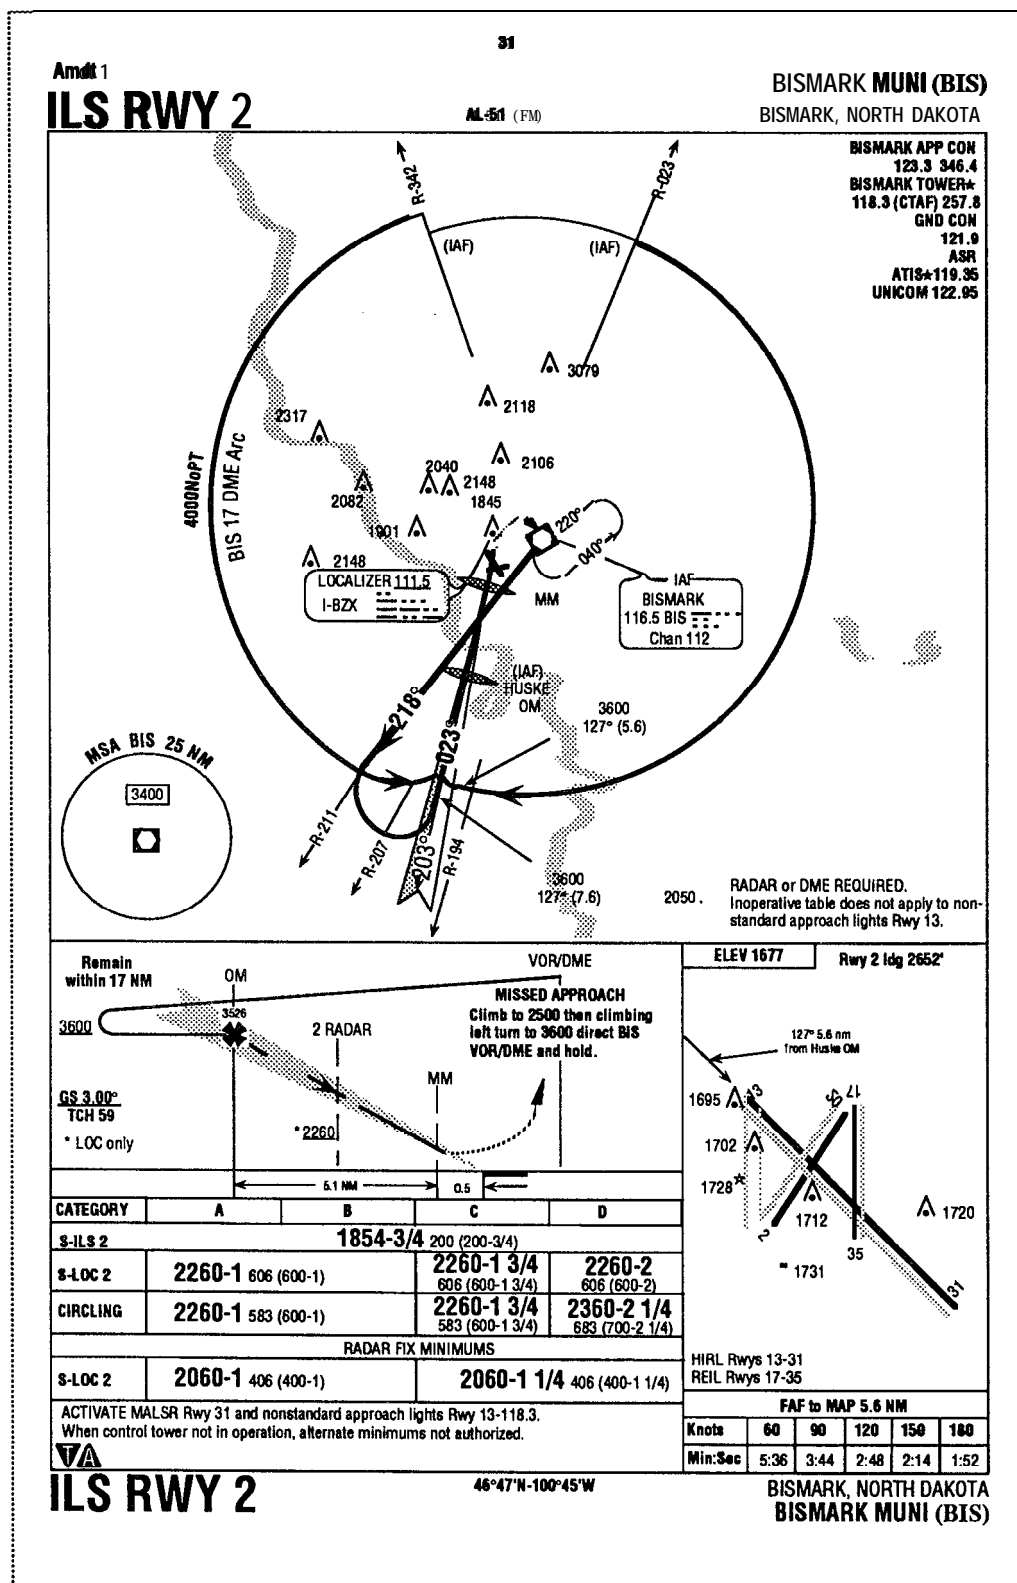 31
Amdt 1
ILS RWY 2
AL-51 (FM)
BISMARK MUNI (BIS)
BISMARK, NORTH DAKOTA
BISMARK APP CON
123.3 346.4
BISMARK TOWER★
118.3 (CTAF) 257.8
GND CON
121.9
ASR
ATIS★119.35
UNICOM 122.95
R-342
R-023
(IAF)
(IAF)
3079
2118
2317
2106
2040
2148
2082
1845
1901
2148
4000NoPT
BIS 17 DME Arc
220°
040°
LOCALIZER 111.5
I-BZX
MM
IAF
BISMARK
116.5 BIS
Chan 112
(IAF)
HUSKE
OM
218°
023°
3600
127° (5.6)
MSA BIS 25 NM
3400
R-211
R-207
203°
R-194
3600
127° (7.6)
2050 .
RADAR or DME REQUIRED.
Inoperative table does not apply to non-
standard approach lights Rwy 13.
Remain
within 17 NM
OM
VOR/DME
3526
3600
2 RADAR
MISSED APPROACH
Climb to 2500 then climbing
left turn to 3600 direct BIS
VOR/DME and hold.
MM
GS 3.00°
TCH 59
* LOC only
*2260
5.1 NM
0.5
ELEV 1677
Rwy 2 ldg 2652'
127° 5.6 nm
from Huske OM
1695
13
20
17
1702
1728
1712
1720
2
35
1731
31
HIRL Rwys 13-31
REIL Rwys 17-35
CATEGORY A B C D
S-ILS 2 1854-3/4 200 (200-3/4)
S-LOC 2 2260-1 606 (600-1) 2260-1 3/4 606 (600-1 3/4) 2260-2 606 (600-2)
CIRCLING 2260-1 583 (600-1) 2260-1 3/4 583 (600-1 3/4) 2360-2 1/4 683 (700-2 1/4)
RADAR FIX MINIMUMS
S-LOC 2 2060-1 406 (400-1) 2060-1 1/4 406 (400-1 1/4)
ACTIVATE MALSR Rwy 31 and nonstandard approach lights Rwy 13-118.3.
When control tower not in operation, alternate minimums not authorized.
T A
FAF to MAP 5.6 NM
Knots 60 90 120 150 180
Min:Sec 5:36 3:44 2:48 2:14 1:52
ILS RWY 2
46°47'N-100°45'W
BISMARK, NORTH DAKOTA
BISMARK MUNI (BIS)